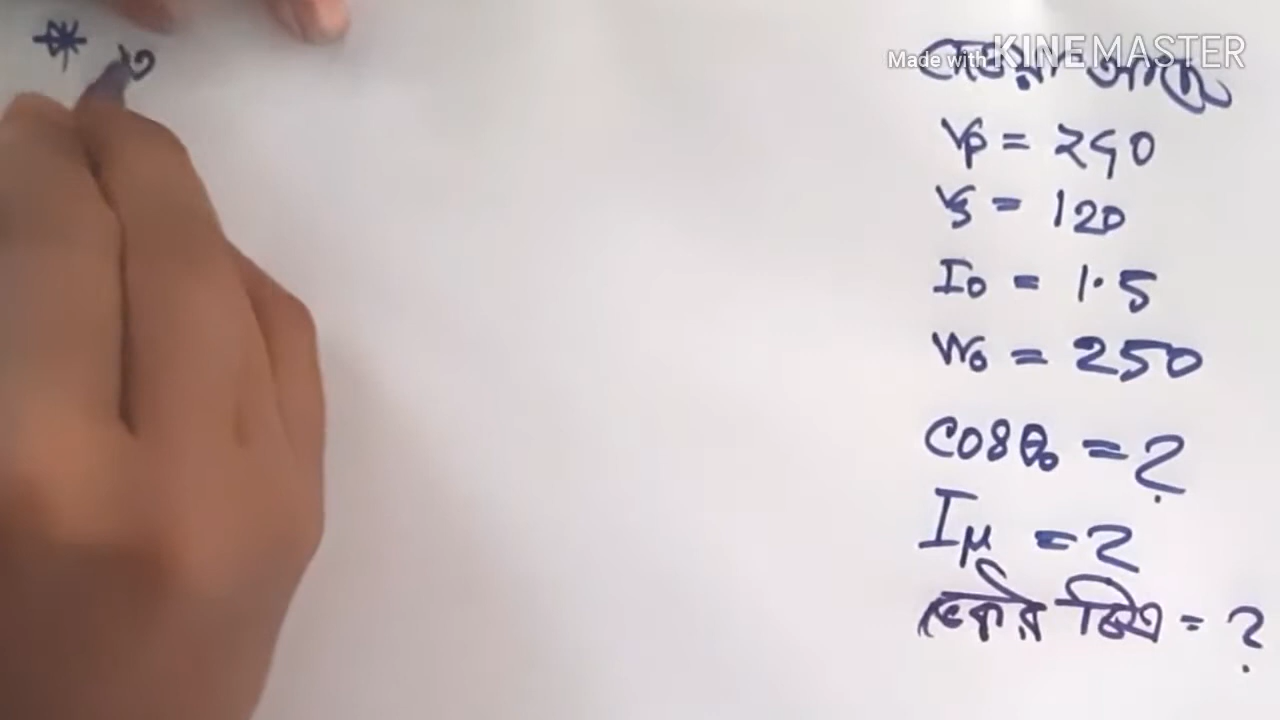 Made with KINEMASTER
দেওয়া আছে
Vp = 240
Vs = 120
I₀ = 1.5
W₀ = 250
cosθ₀ = ?
Iμ = ?
ভেক্টর চিত্র = ?